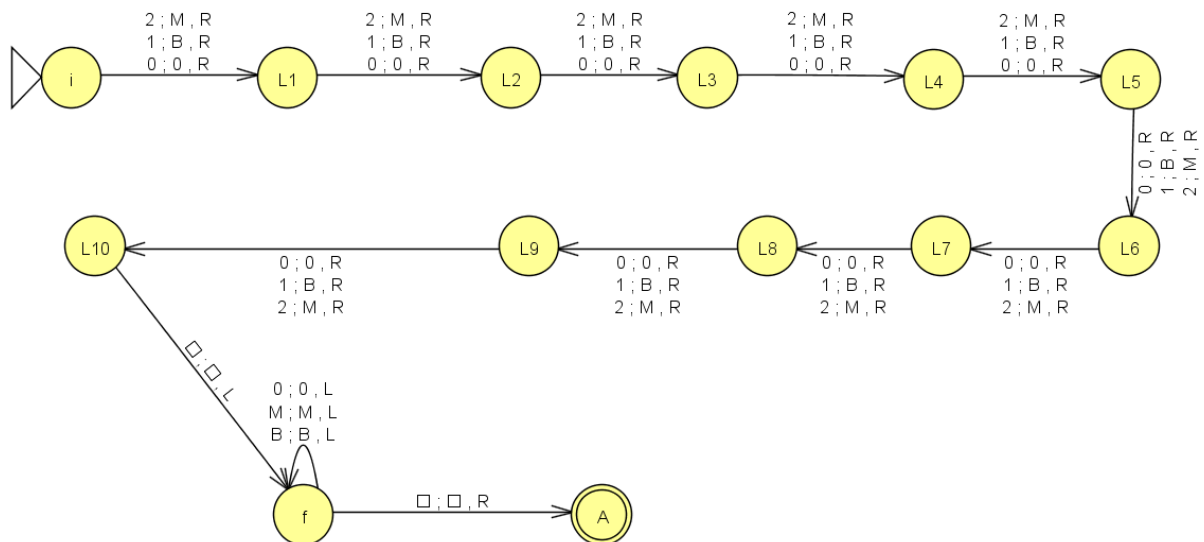 2 ; M , R
1 ; B , R
0 ; 0 , R
2 ; M , R
1 ; B , R
0 ; 0 , R
2 ; M , R
1 ; B , R
0 ; 0 , R
2 ; M , R
1 ; B , R
0 ; 0 , R
2 ; M , R
1 ; B , R
0 ; 0 , R
i
L1
L2
L3
L4
L5
0 ; 0 , R
1 ; B , R
2 ; M , R
L10
L9
L8
L7
L6
0 ; 0 , R
1 ; B , R
2 ; M , R
0 ; 0 , R
1 ; B , R
2 ; M , R
0 ; 0 , R
1 ; B , R
2 ; M , R
0 ; 0 , R
1 ; B , R
2 ; M , R
□ ; □ , L
0 ; 0 , L
M ; M , L
B ; B , L
f
□ ; □ , R
A